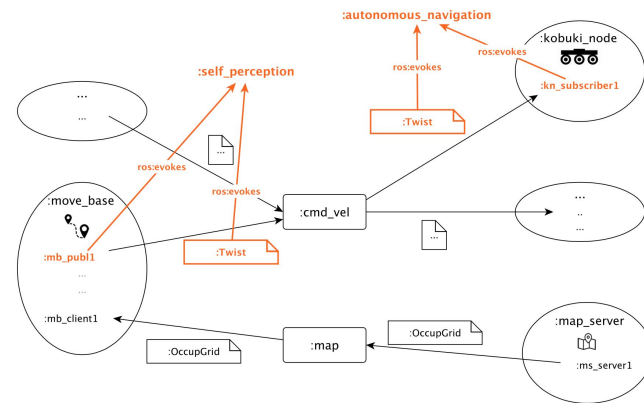 :autonomous_navigation
:kobuki_node
ros:evokes
ros:evokes
:kn_subscriber1
:self_perception
:Twist
...
...
...
ros:evokes
ros:evokes
:move_base
:cmd_vel
...
..
...
...
:mb_publ1
:Twist
...
...
:mb_client1
:OccupGrid
:map
:OccupGrid
:map_server
:ms_server1